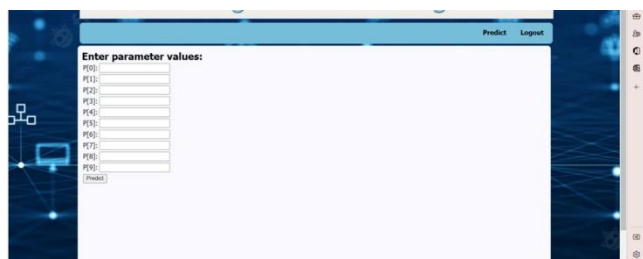 Predict Logout
Enter parameter values:
P[0]:
P[1]:
P[2]:
P[3]:
P[4]:
P[5]:
P[6]:
P[7]:
P[8]:
P[9]:
Predict